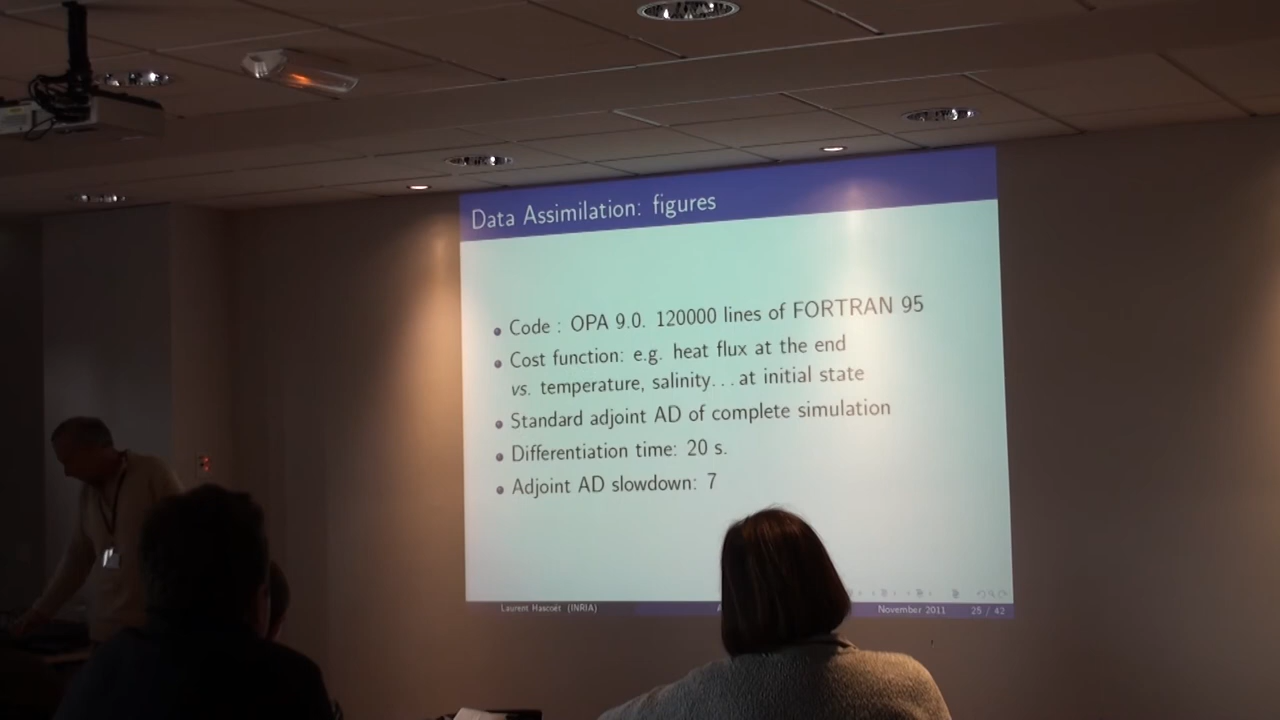 Data Assimilation: figures
Code : OPA 9.0. 120000 lines of FORTRAN 95
Cost function: e.g. heat flux at the end
vs. temperature, salinity...at initial state
Standard adjoint AD of complete simulation
Differentiation time: 20 s.
Adjoint AD slowdown: 7
Laurent Hascoët (INRIA) November 2011 25 / 42